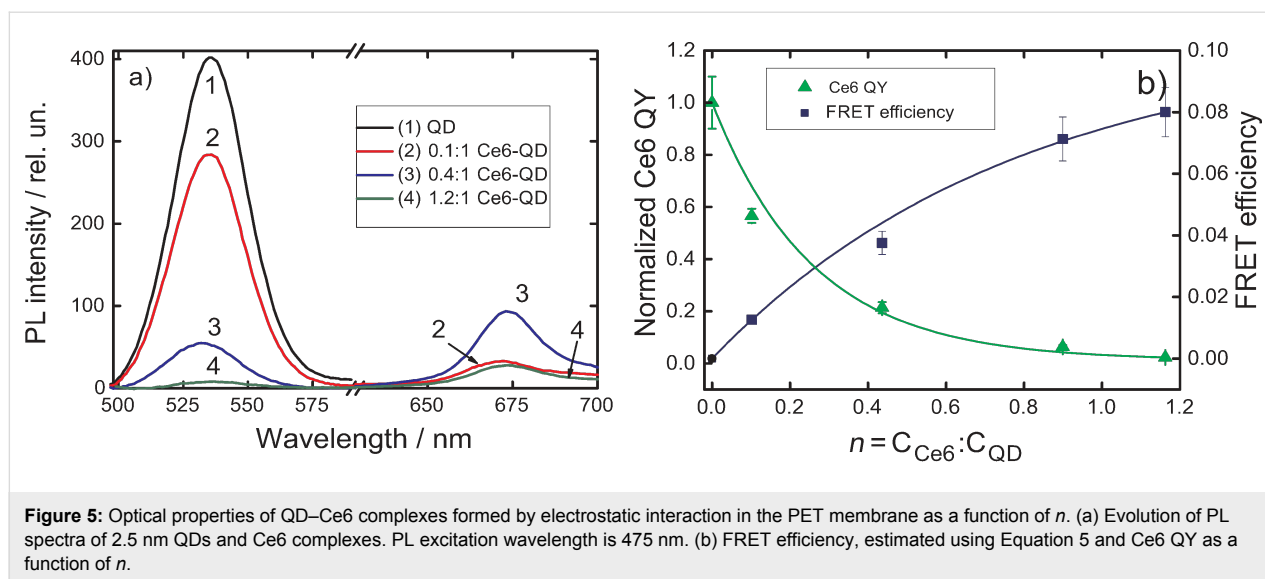 a)
400
300
200
100
0
PL intensity / rel. un.
500
525
550
575
650
675
700
Wavelength / nm
1
2
3
4
2
3
4
(1) QD
(2) 0.1:1 Ce6-QD
(3) 0.4:1 Ce6-QD
(4) 1.2:1 Ce6-QD
b)
1.2
1.0
0.8
0.6
0.4
0.2
0.0
Normalized Ce6 QY
Ce6 QY
FRET efficiency
0.10
0.08
0.06
0.04
0.02
0.00
FRET efficiency
0.0
0.2
0.4
0.6
0.8
1.0
1.2
n = C_Ce6:C_QD
Figure 5: Optical properties of QD–Ce6 complexes formed by electrostatic interaction in the PET membrane as a function of n. (a) Evolution of PL
spectra of 2.5 nm QDs and Ce6 complexes. PL excitation wavelength is 475 nm. (b) FRET efficiency, estimated using Equation 5 and Ce6 QY as a
function of n.